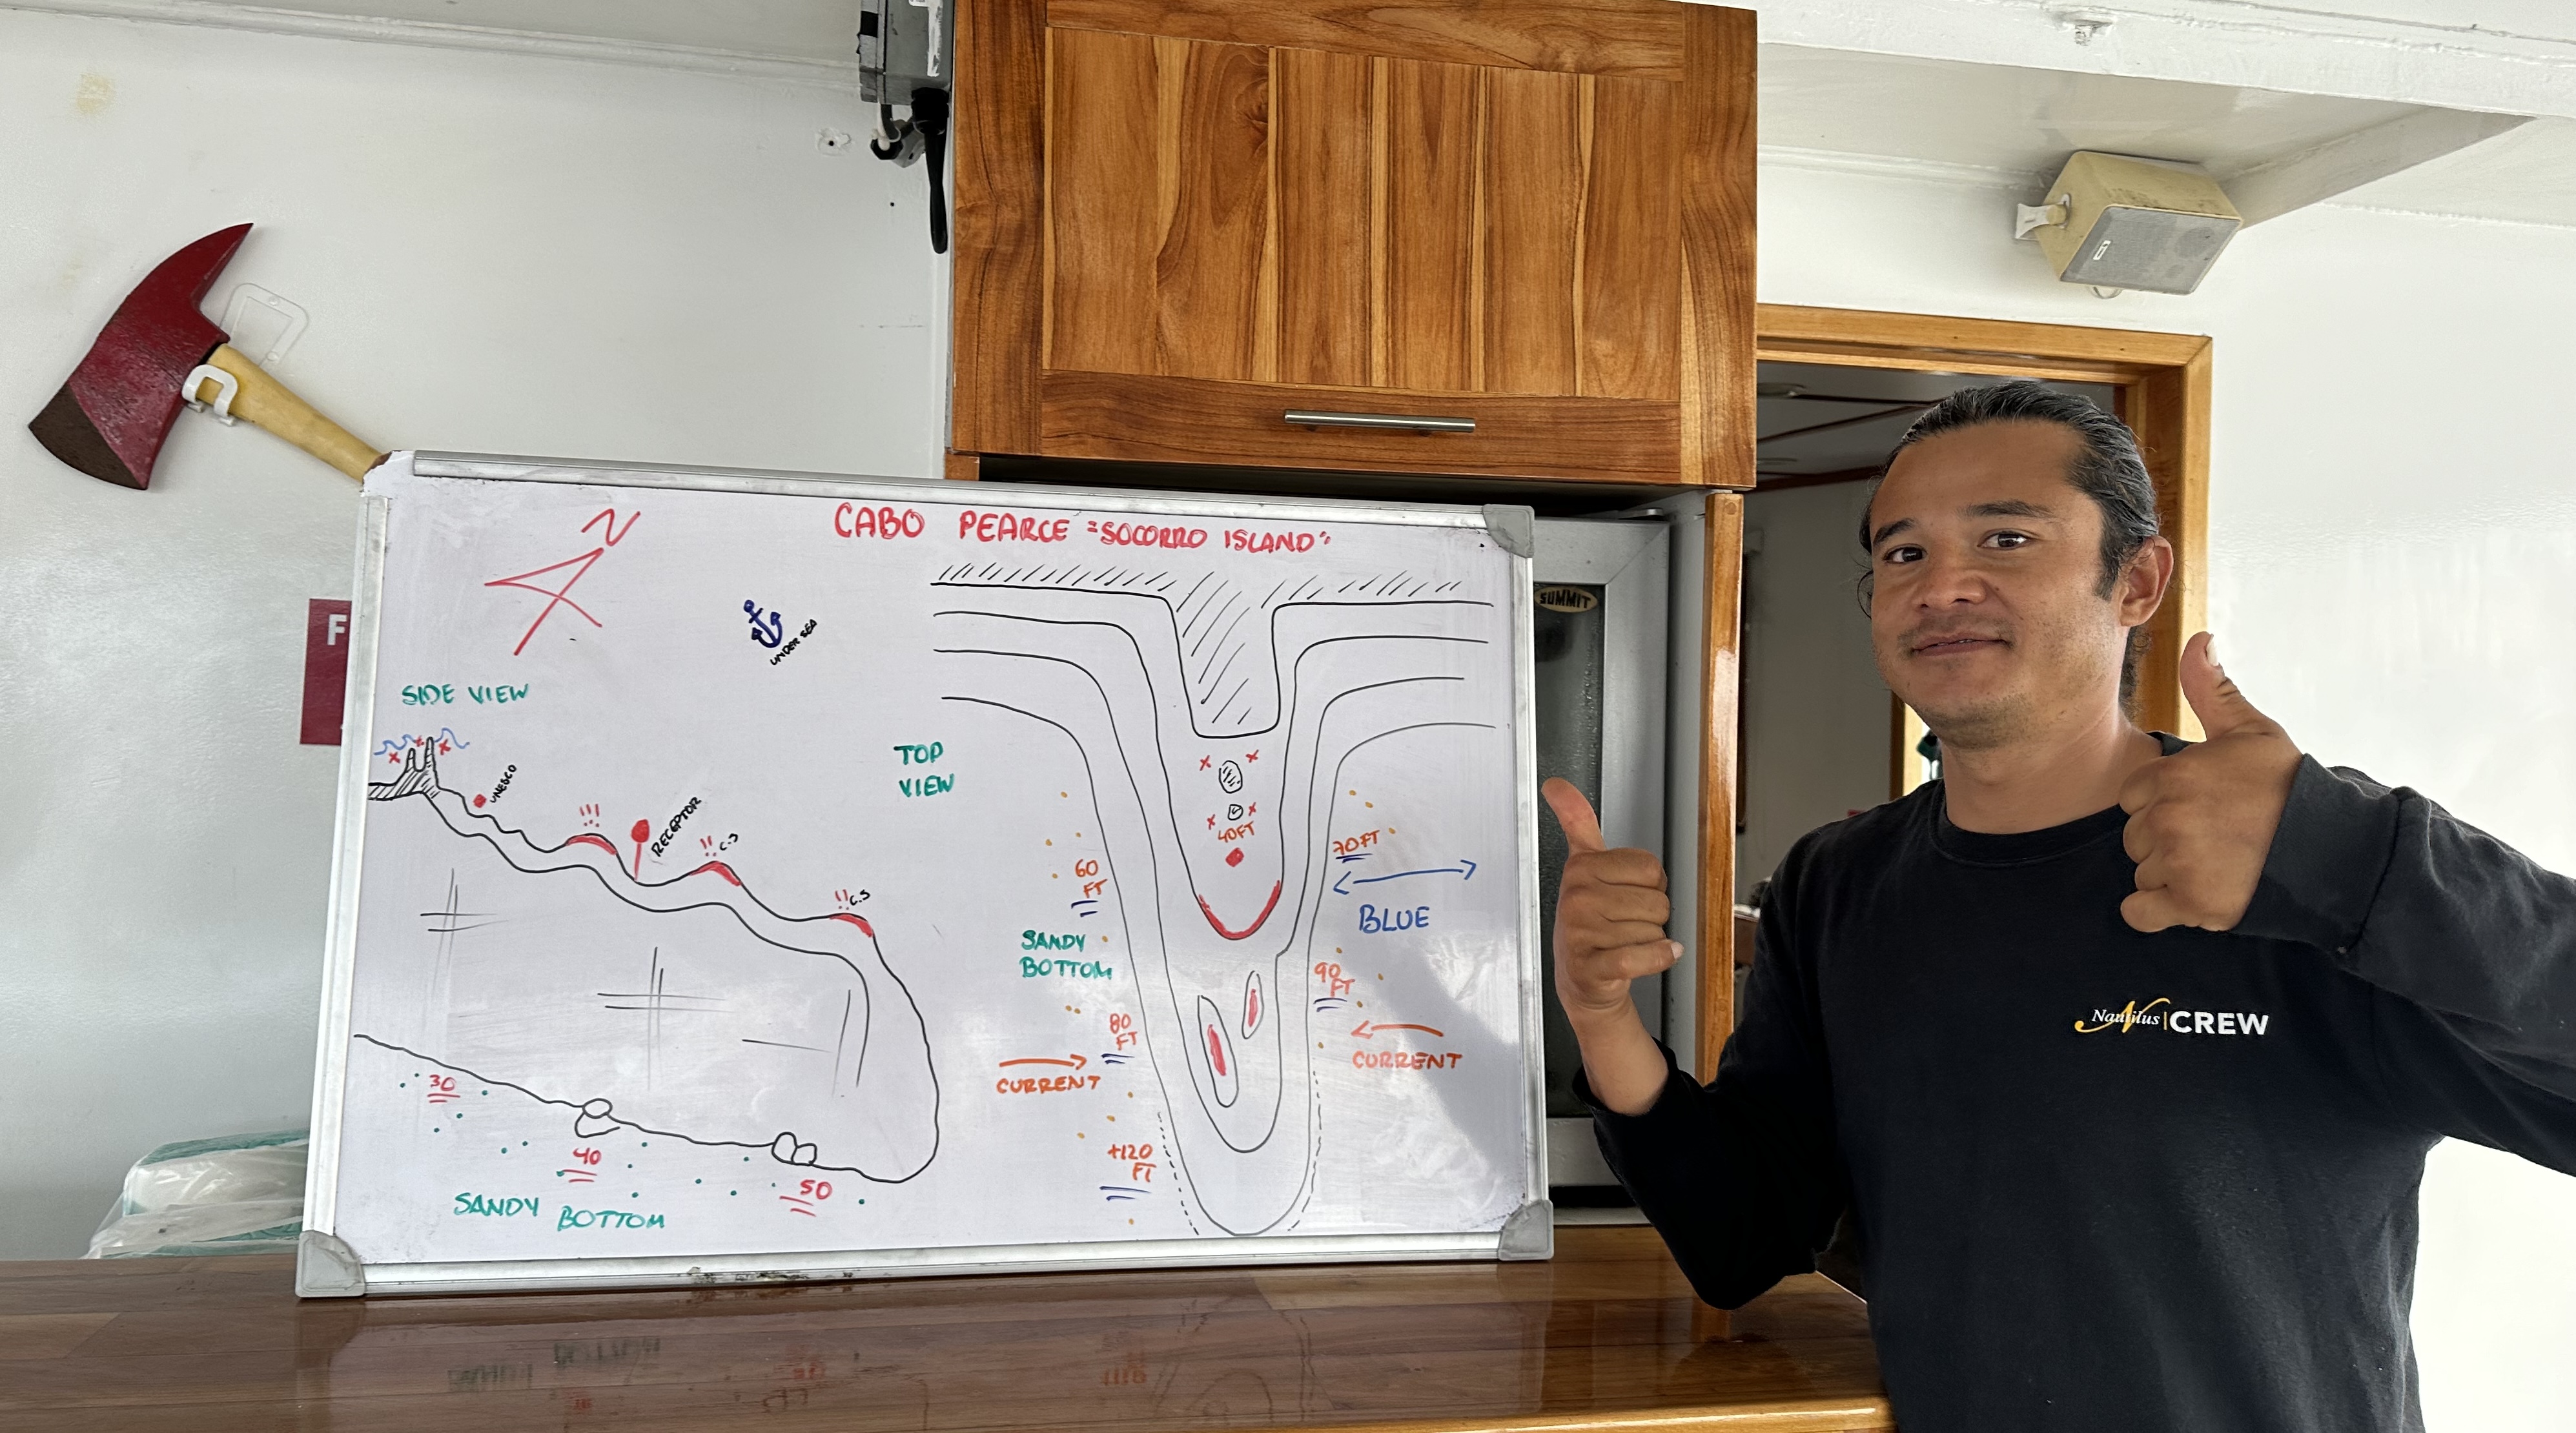 CABO PEARCE "SOCORRO ISLAND"
N
UNDER SEA
SIDE VIEW
UNESCO
!!!
RECEPTOR
!! C.S
!! C.S
30
40
50
SANDY BOTTOM
TOP
VIEW
40FT
60
FT
70FT
BLUE
SANDY
BOTTOM
90
FT
80
FT
CURRENT
CURRENT
+120
FT
F
SUMMIT
Nautilus | CREW